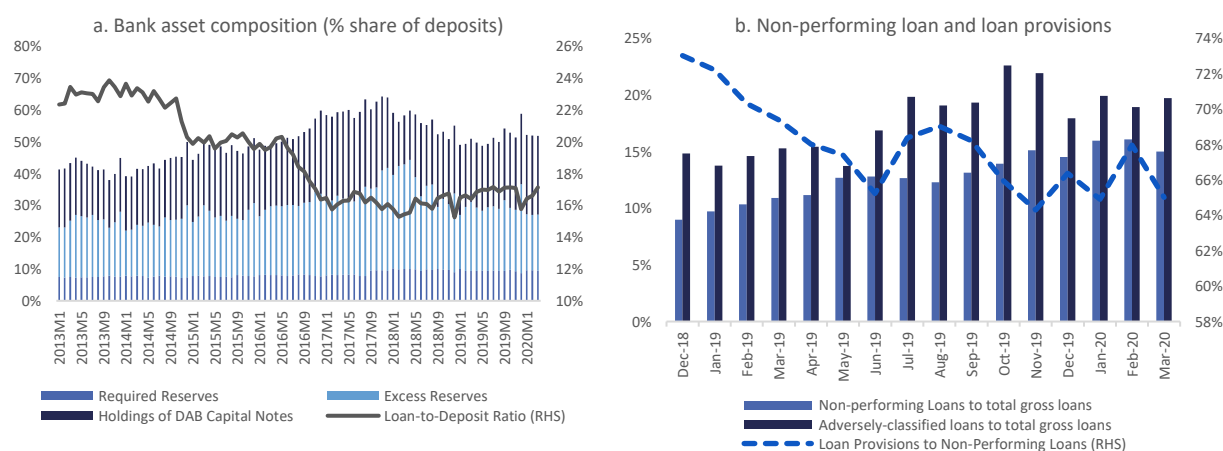 a. Bank asset composition (% share of deposits)
80%
70%
60%
50%
40%
30%
20%
10%
0%
26%
24%
22%
20%
18%
16%
14%
12%
10%
2013M1
2013M5
2013M9
2014M1
2014M5
2014M9
2015M1
2015M5
2015M9
2016M1
2016M5
2016M9
2017M1
2017M5
2017M9
2018M1
2018M5
2018M9
2019M1
2019M5
2019M9
2020M1
Required Reserves
Excess Reserves
Holdings of DAB Capital Notes
Loan-to-Deposit Ratio (RHS)
b. Non-performing loan and loan provisions
25%
20%
15%
10%
5%
0%
74%
72%
70%
68%
66%
64%
62%
60%
58%
Dec-18
Jan-19
Feb-19
Mar-19
Apr-19
May-19
Jun-19
Jul-19
Aug-19
Sep-19
Oct-19
Nov-19
Dec-19
Jan-20
Feb-20
Mar-20
Non-performing Loans to total gross loans
Adversely-classified loans to total gross loans
Loan Provisions to Non-Performing Loans (RHS)